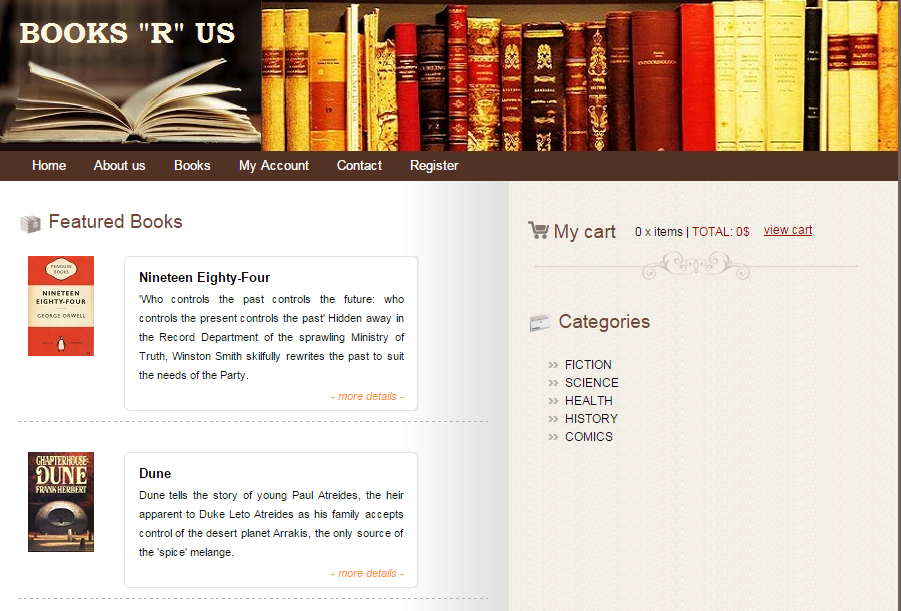 BOOKS "R" US
Home About us Books My Account Contact Register
Featured Books
PENGUIN
BOOKS
NINETEEN
EIGHTY-FOUR
GEORGE ORWELL
Nineteen Eighty-Four
'Who controls the past controls the future: who
controls the present controls the past' Hidden away in
the Record Department of the sprawling Ministry of
Truth, Winston Smith skilfully rewrites the past to suit
the needs of the Party.
- more details -
CHAPTERHOUSE:
DUNE
FRANK HERBERT
Dune
Dune tells the story of young Paul Atreides, the heir
apparent to Duke Leto Atreides as his family accepts
control of the desert planet Arrakis, the only source of
the 'spice' melange.
- more details -
My cart 0 x items | TOTAL: 0$ view cart
Categories
FICTION
SCIENCE
HEALTH
HISTORY
COMICS